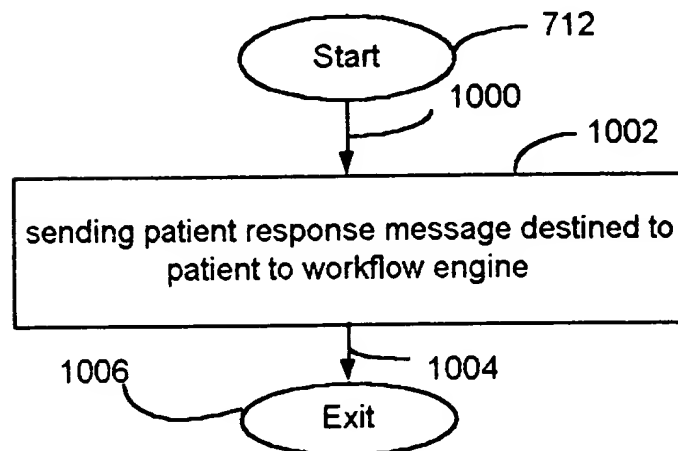 Start
712
1000
1002
sending patient response message destined to
patient to workflow engine
1004
1006
Exit